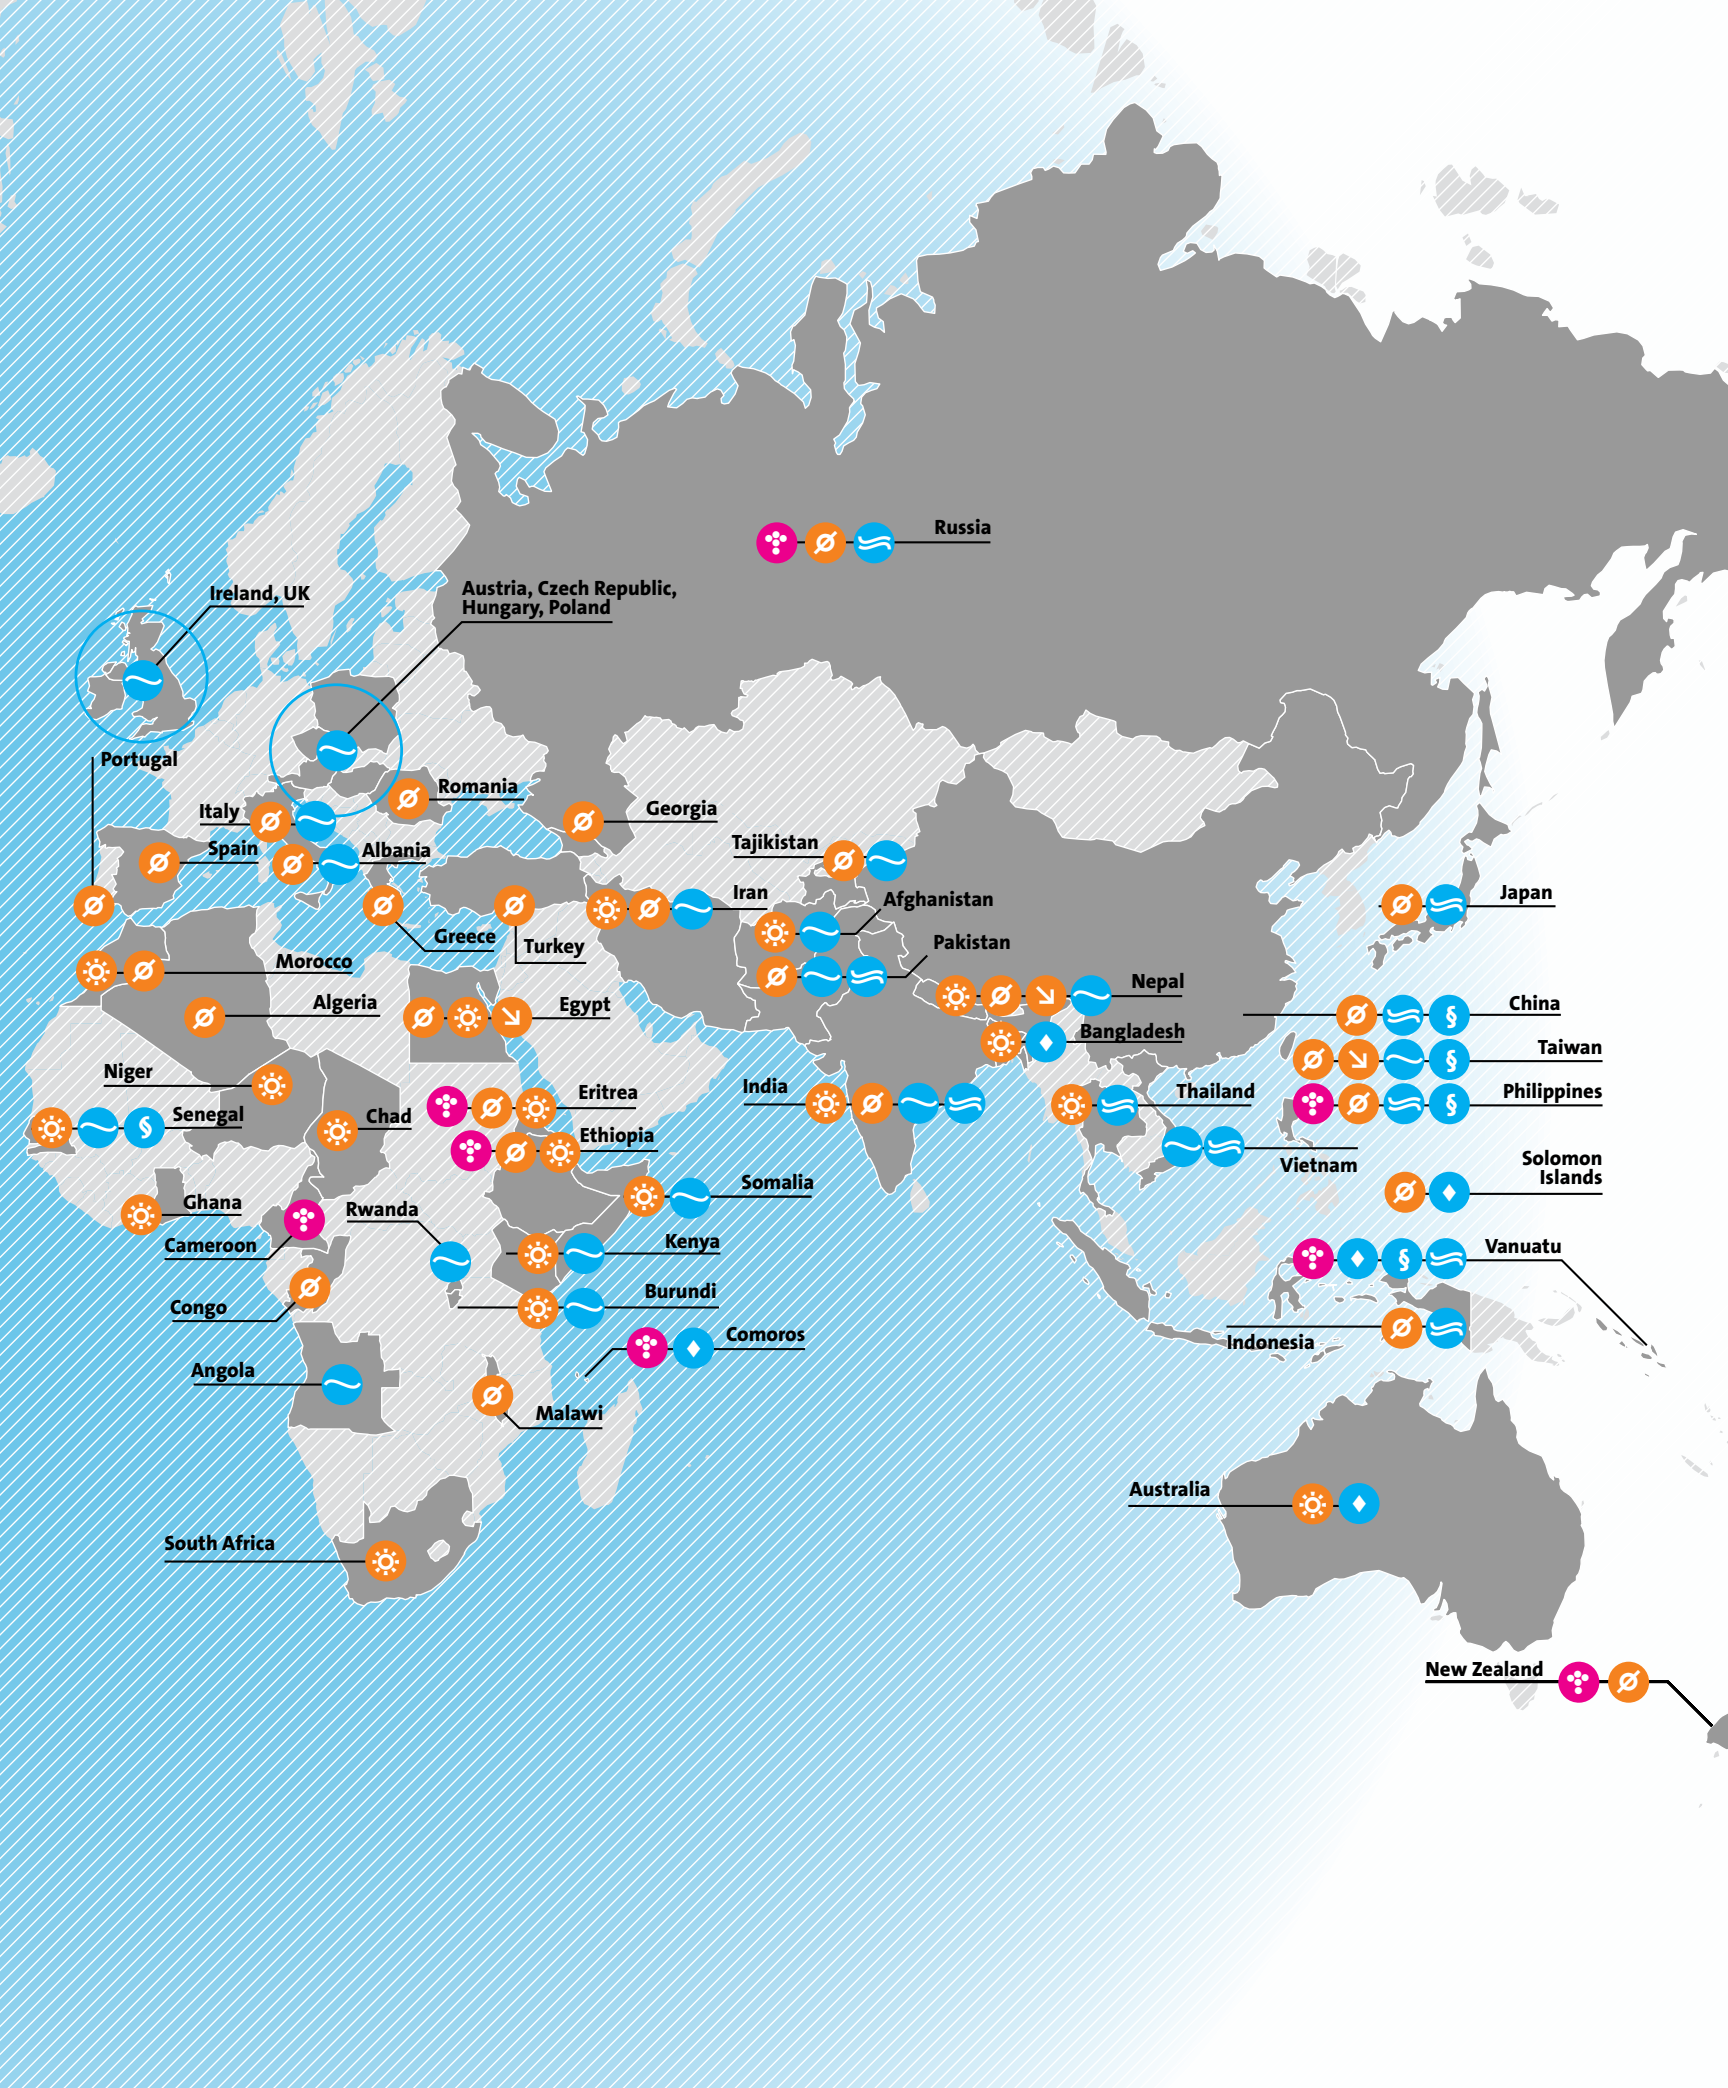 Russia
Ireland, UK
Austria, Czech Republic,
Hungary, Poland
Portugal
Romania
Italy
Georgia
Spain
Albania
Tajikistan
Iran
Afghanistan
Japan
Greece
Turkey
Pakistan
Morocco
Nepal
Algeria
Egypt
China
Bangladesh
Taiwan
Niger
India
Eritrea
Thailand
Philippines
Senegal
§
Chad
Ethiopia
Vietnam
Solomon
Islands
Somalia
Ghana
Rwanda
Cameroon
Kenya
Vanuatu
Burundi
Congo
Comoros
Indonesia
Angola
Malawi
Australia
South Africa
New Zealand